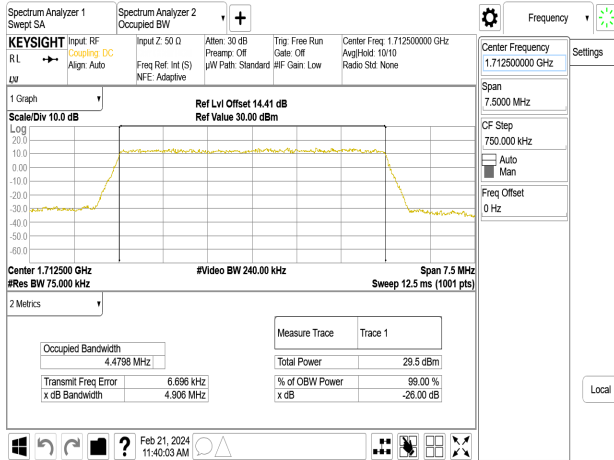 Spectrum Analyzer 1
Swept SA
Spectrum Analyzer 2
Occupied BW
+
Frequency
KEYSIGHT
RL
Input: RF
Coupling: DC
Align: Auto
Input Z: 50 Ω
Freq Ref: Int (S)
NFE: Adaptive
Atten: 30 dB
Preamp: Off
µW Path: Standard
Trig: Free Run
Gate: Off
#IF Gain: Low
Center Freq: 1.712500000 GHz
Avg|Hold: 10/10
Radio Std: None
Center Frequency
1.712500000 GHz
Settings
Span
7.5000 MHz
CF Step
750.000 kHz
Auto
Man
Freq Offset
0 Hz
Local
1 Graph
Scale/Div 10.0 dB
Ref Lvl Offset 14.41 dB
Ref Value 30.00 dBm
Log
20.0
10.0
0.00
-10.0
-20.0
-30.0
-40.0
-50.0
-60.0
Center 1.712500 GHz
#Res BW 75.000 kHz
#Video BW 240.00 kHz
Span 7.5 MHz
Sweep 12.5 ms (1001 pts)
2 Metrics
Occupied Bandwidth
4.4798 MHz
Transmit Freq Error 6.696 kHz
x dB Bandwidth 4.906 MHz
Measure Trace Trace 1
Total Power 29.5 dBm
% of OBW Power 99.00 %
x dB -26.00 dB
?
Feb 21, 2024
11:40:03 AM